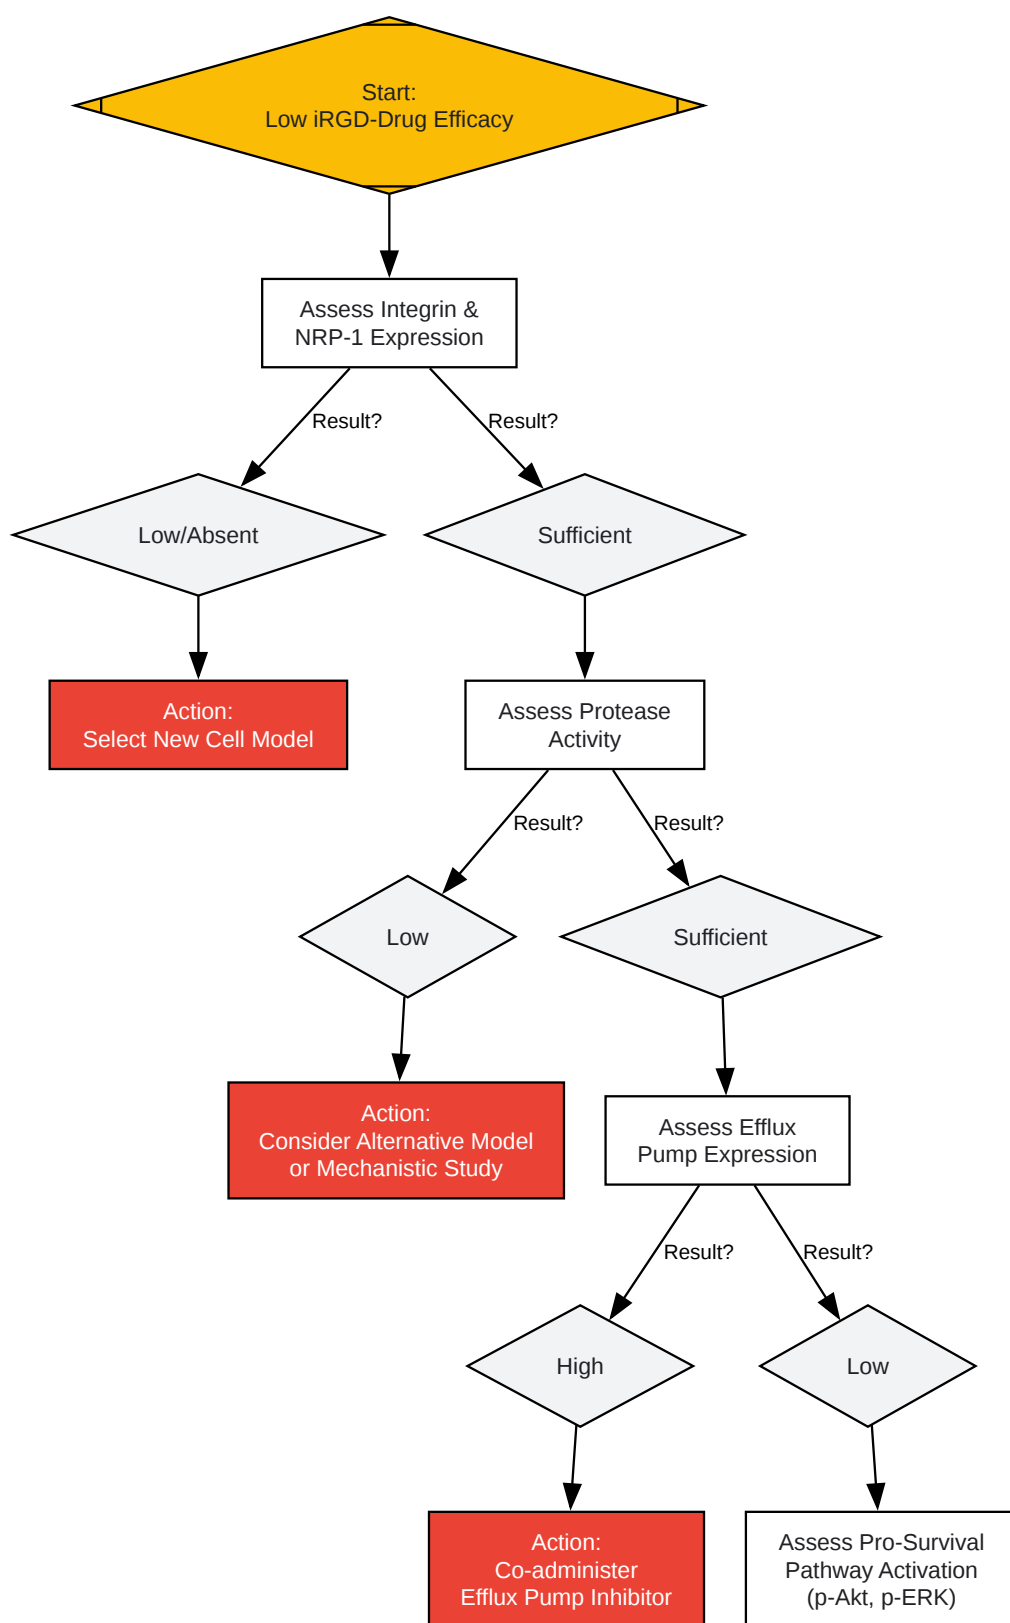 Start:
Low iRGD-Drug Efficacy
Assess Integrin &
NRP-1 Expression
Result?
Result?
Low/Absent
Sufficient
Action:
Select New Cell Model
Assess Protease
Activity
Result?
Result?
Low
Sufficient
Action:
Consider Alternative Model
or Mechanistic Study
Assess Efflux
Pump Expression
Result?
Result?
High
Low
Action:
Co-administer
Efflux Pump Inhibitor
Assess Pro-Survival
Pathway Activation
(p-Akt, p-ERK)